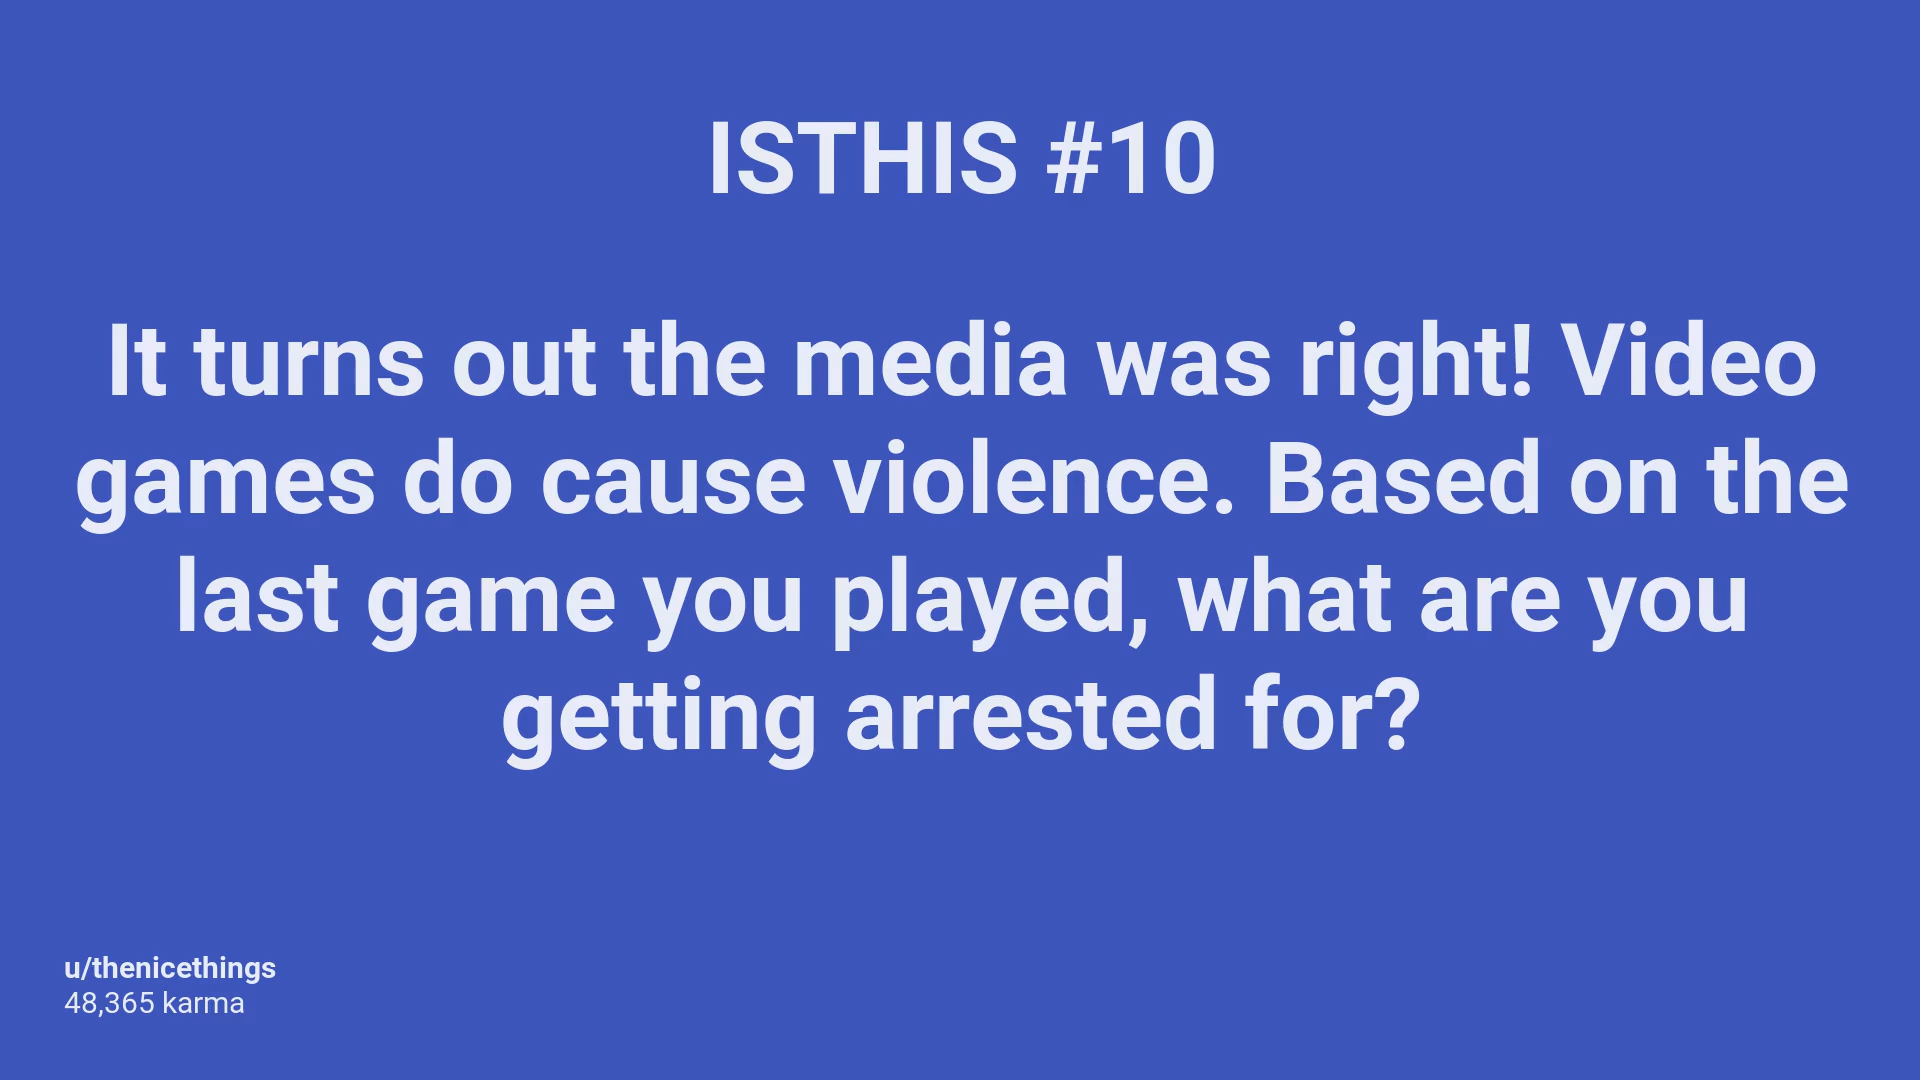 ISTHIS #10
It turns out the media was right! Video
games do cause violence. Based on the
last game you played, what are you
getting arrested for?
u/thenicethings
48,365 karma